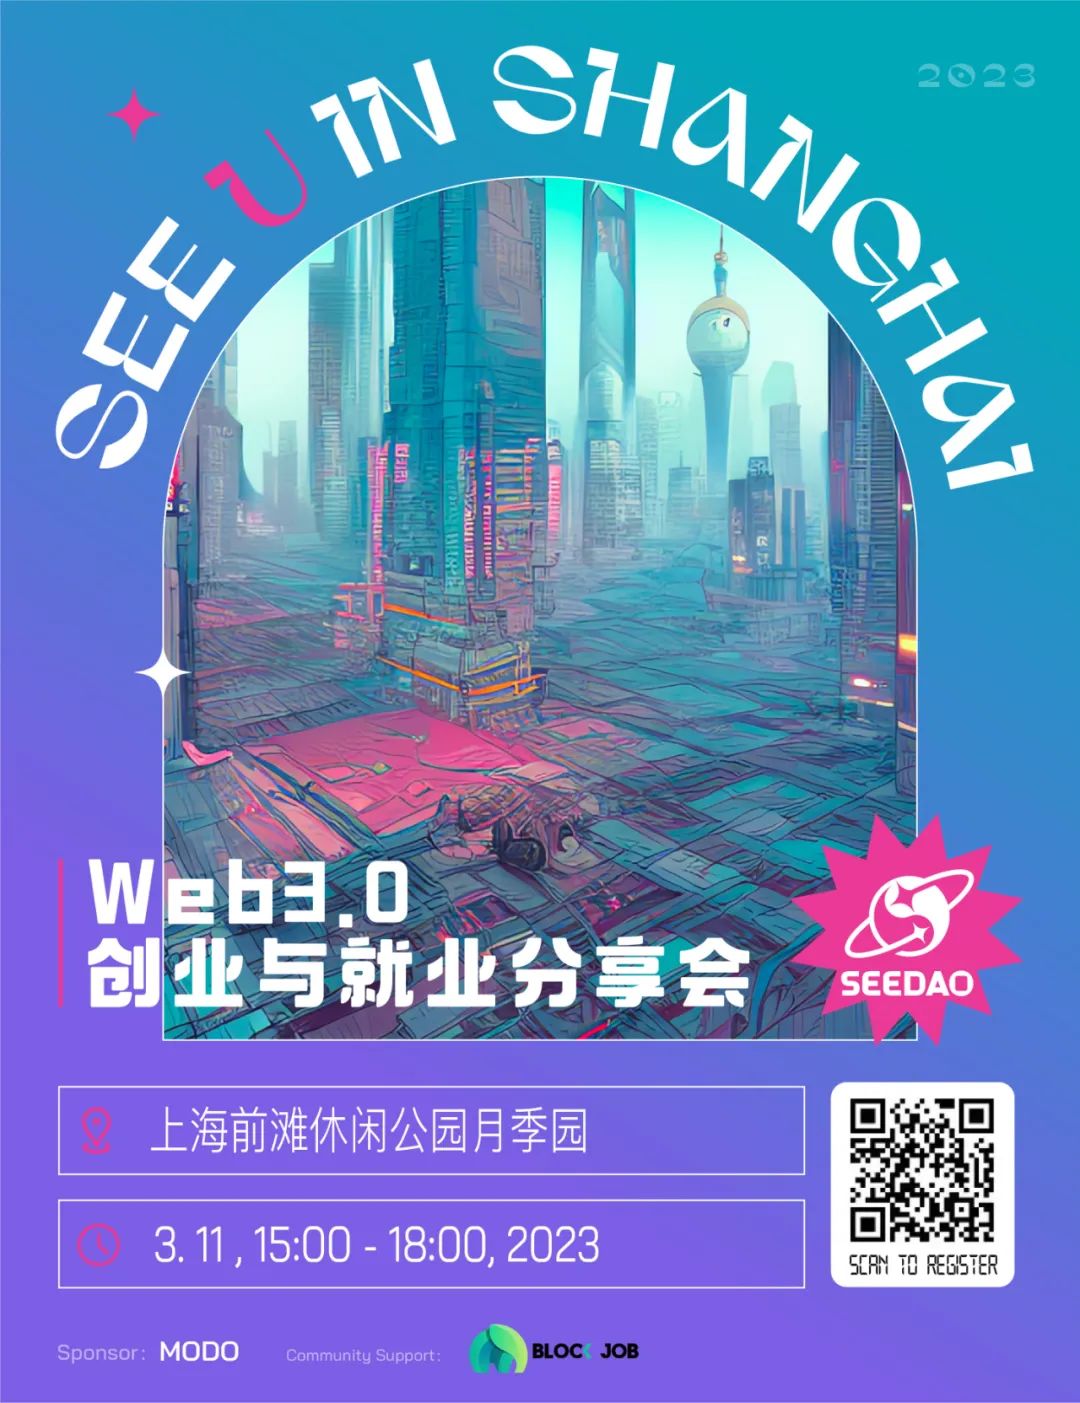 2023
SEE U IN SHANGHAI
Web3.0
创业与就业分享会
SEEDAO
上海前滩休闲公园月季园
3. 11 , 15:00 - 18:00, 2023
SCAN TO REGISTER
Sponsor: MODO
Community Support: BLOCK JOB